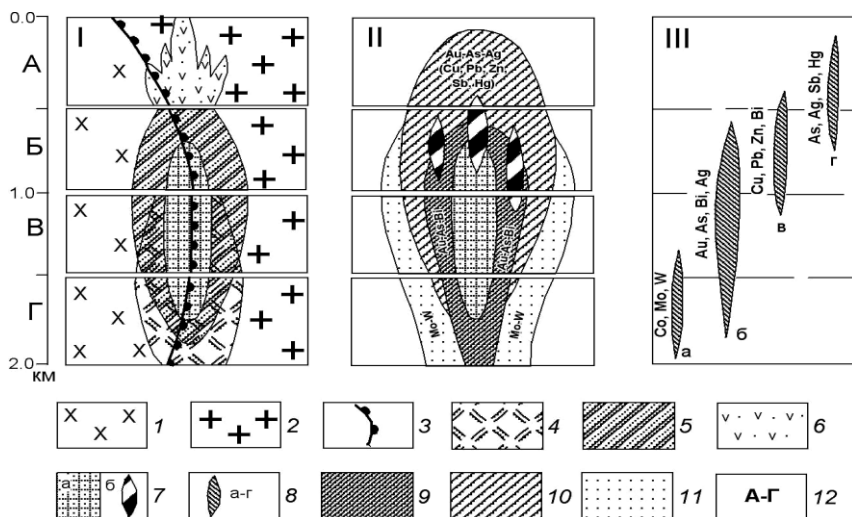 0.0
А
Б
1.0
В
Г
2.0
км
I
II
Au-As-Ag
(Cu, Pb, Zn,
Sb, Hg)
Au-As-Bi
Au-As-Bi
Mo-W
Mo-W
III
Co, Mo, W
а
Au, As, Bi, Ag
б
Cu, Pb, Zn, Bi
в
As, Ag, Sb, Hg
г
1
2
3
4
5
6
а б 7
а-г 8
9
10
11
А-Г 12